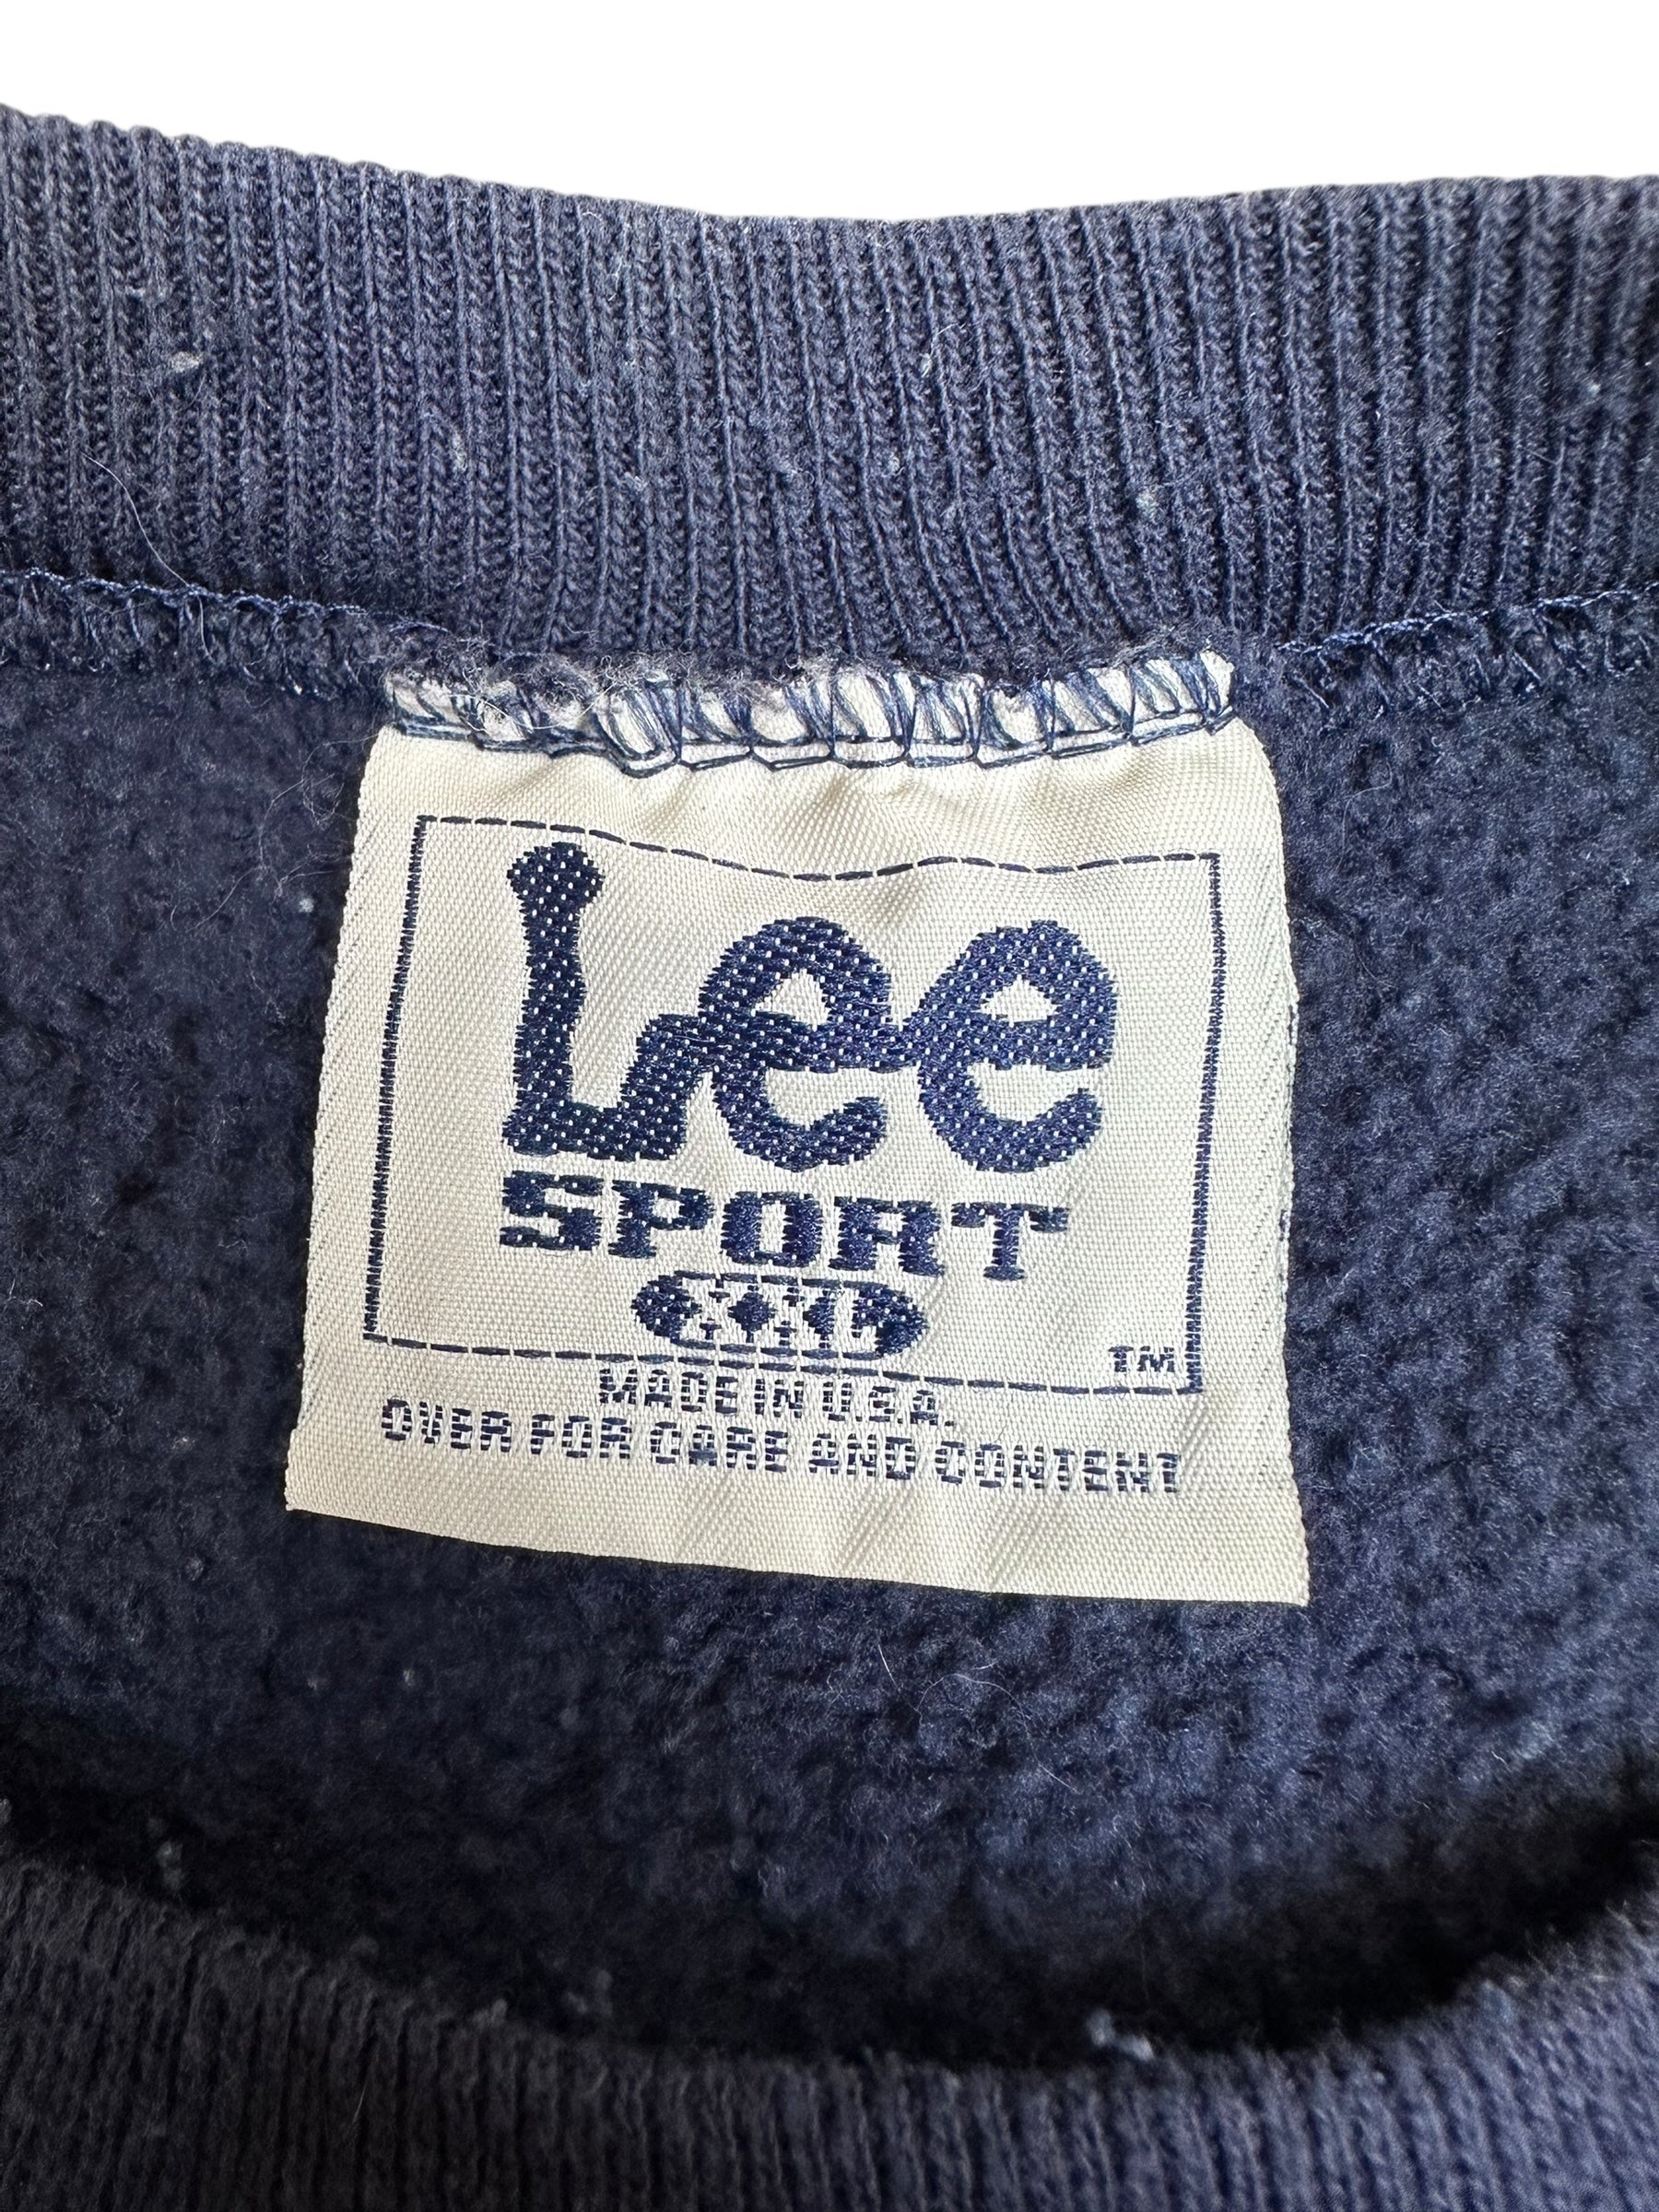 Lee
SPORT
XXL
TM
MADE IN U.S.A.
OVER FOR CARE AND CONTENT